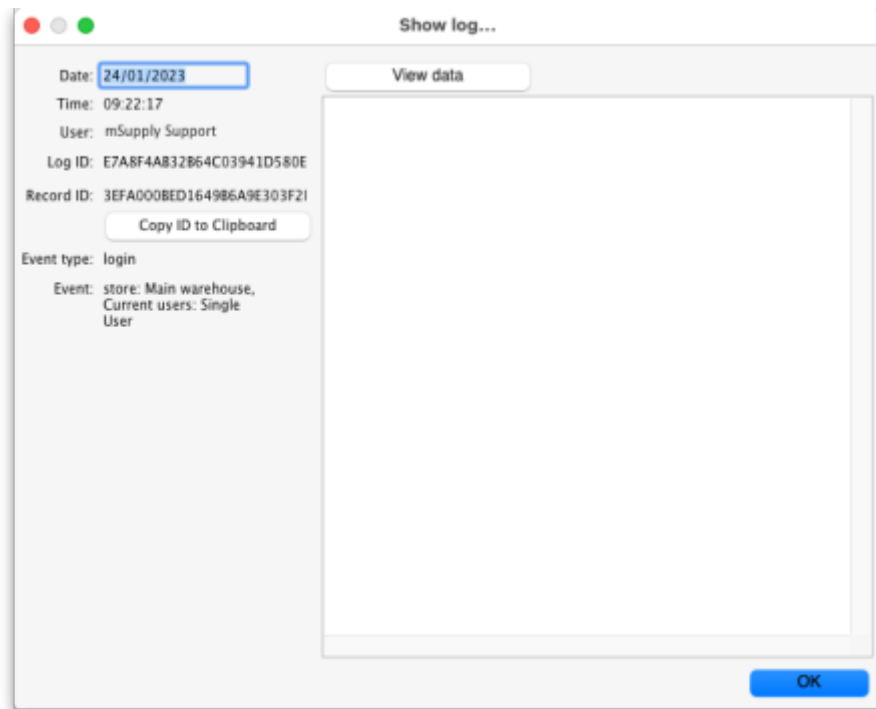 Show log...
Date: 24/01/2023
View data
Time: 09:22:17
User: mSupply Support
Log ID: E7A8F4A832B64C03941D580E
Record ID: 3EFA000BED1649B6A9E303F2
Copy ID to Clipboard
Event type: login
Event: store: Main warehouse,
Current users: Single
User
OK